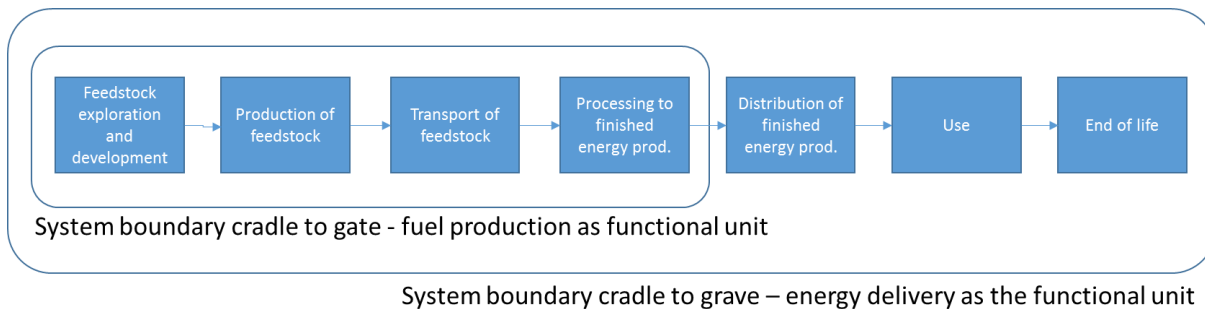 Feedstock
exploration
and
development
Production of
feedstock
Transport of
feedstock
Processing to
finished
energy prod.
Distribution of
finished
energy prod.
Use
End of life
System boundary cradle to gate - fuel production as functional unit
System boundary cradle to grave – energy delivery as the functional unit